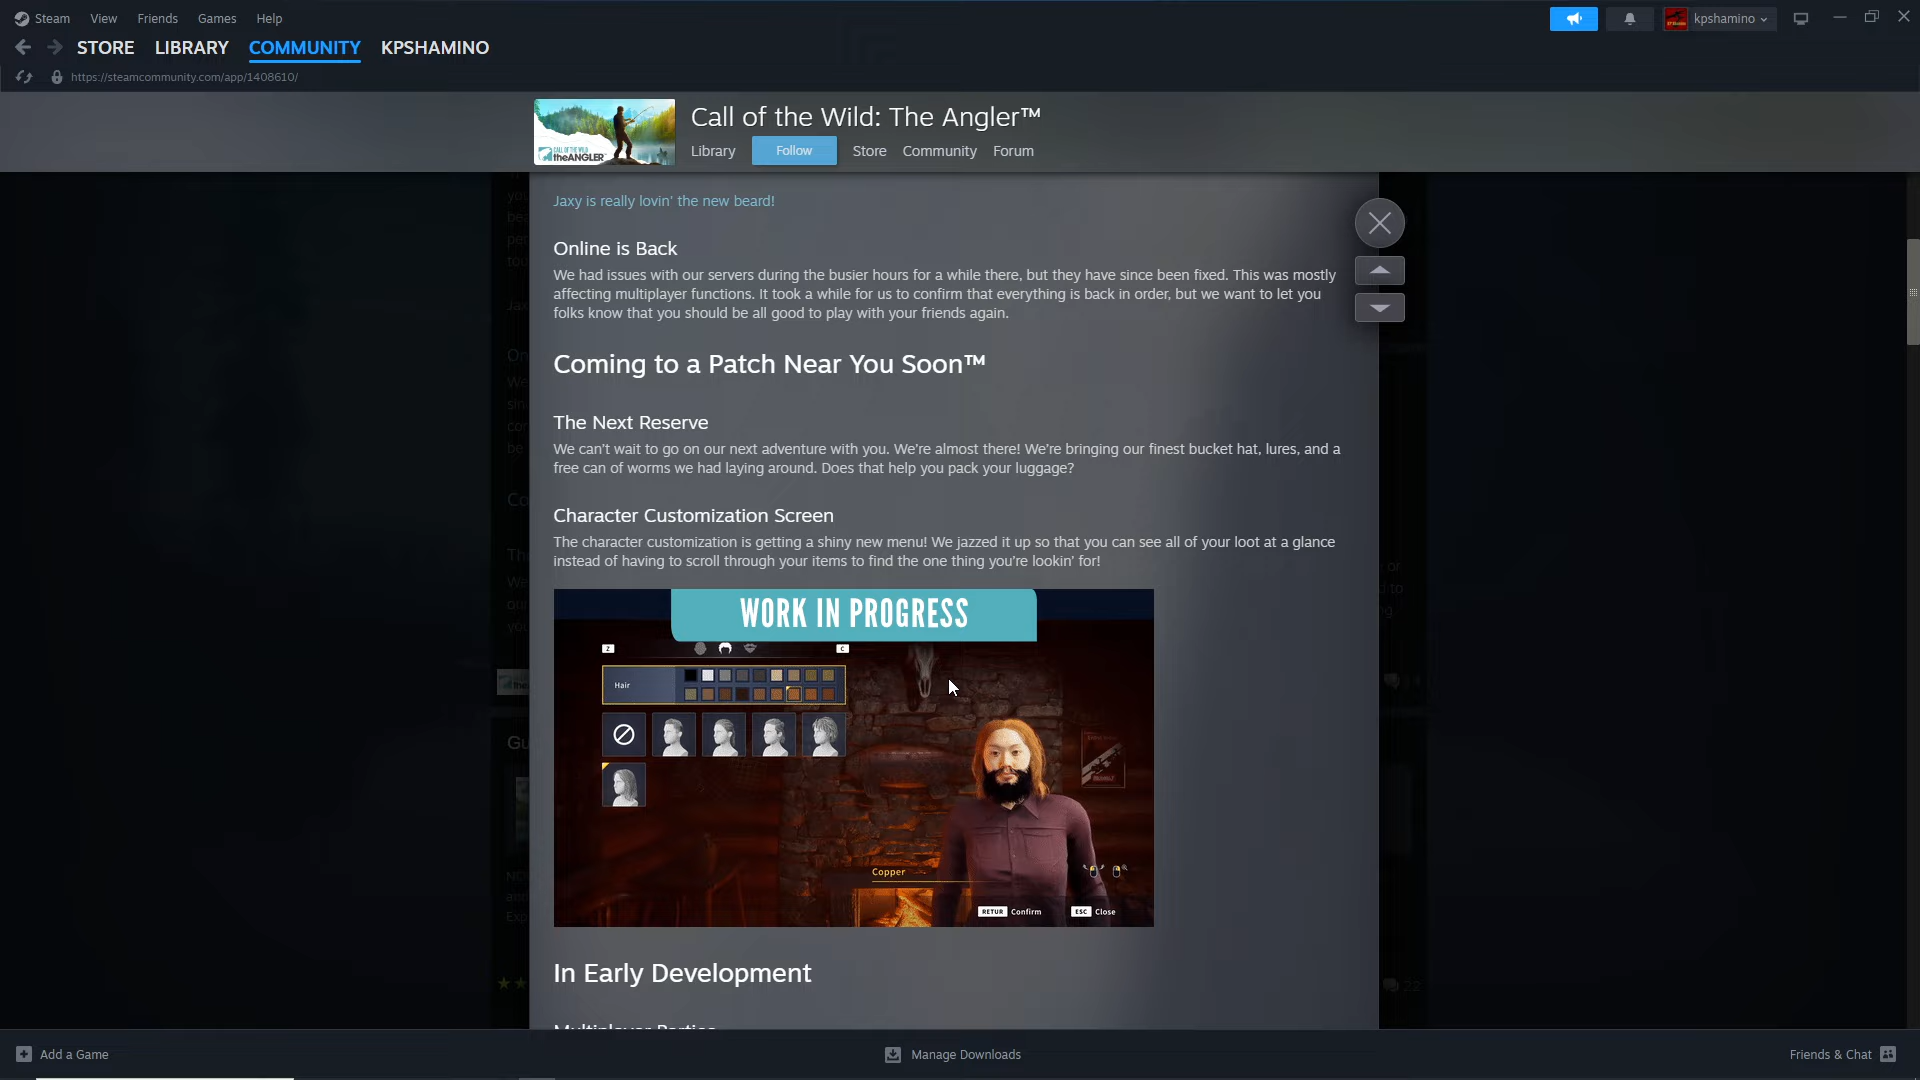 Steam View Friends Games Help
kpshamino
STORE LIBRARY COMMUNITY KPSHAMINO
https://steamcommunity.com/app/1408610/
CALL OF THE WILD
theANGLER
Call of the Wild: The Angler™
Library Follow Store Community Forum
Jaxy is really lovin' the new beard!
Online is Back
We had issues with our servers during the busier hours for a while there, but they have since been fixed. This was mostly
affecting multiplayer functions. It took a while for us to confirm that everything is back in order, but we want to let you
folks know that you should be all good to play with your friends again.
Coming to a Patch Near You Soon™
The Next Reserve
We can't wait to go on our next adventure with you. We're almost there! We're bringing our finest bucket hat, lures, and a
free can of worms we had laying around. Does that help you pack your luggage?
Character Customization Screen
The character customization is getting a shiny new menu! We jazzed it up so that you can see all of your loot at a glance
instead of having to scroll through your items to find the one thing you're lookin' for!
WORK IN PROGRESS
Z C
Hair
Copper
RETUR Confirm ESC Close
In Early Development
Multiplayer Parties
22
Add a Game Manage Downloads Friends & Chat